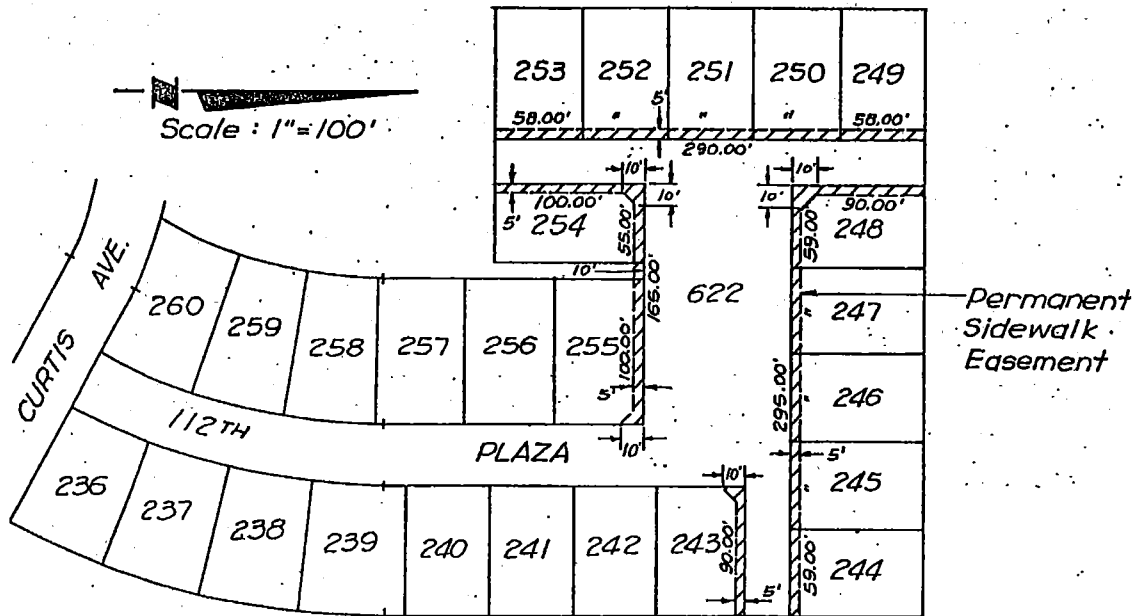 253 252 251 250 249
5'
58.00' " " " 58.00'
290.00'
Scale : 1"=100'
10' 10'
10' 10'
100.00' 90.00'
5' 254 55.00' 59.00' 248
10'
CURTIS AVE.
260 259 258 257 256 255
100.00' 165.00'
5'
10'
622
" 247
Permanent
Sidewalk
Easement
295.00'
" 246
5'
" 245
59.00' 244
112TH PLAZA
10'
236 237 238 239 240 241 242 243
90.00'
5'